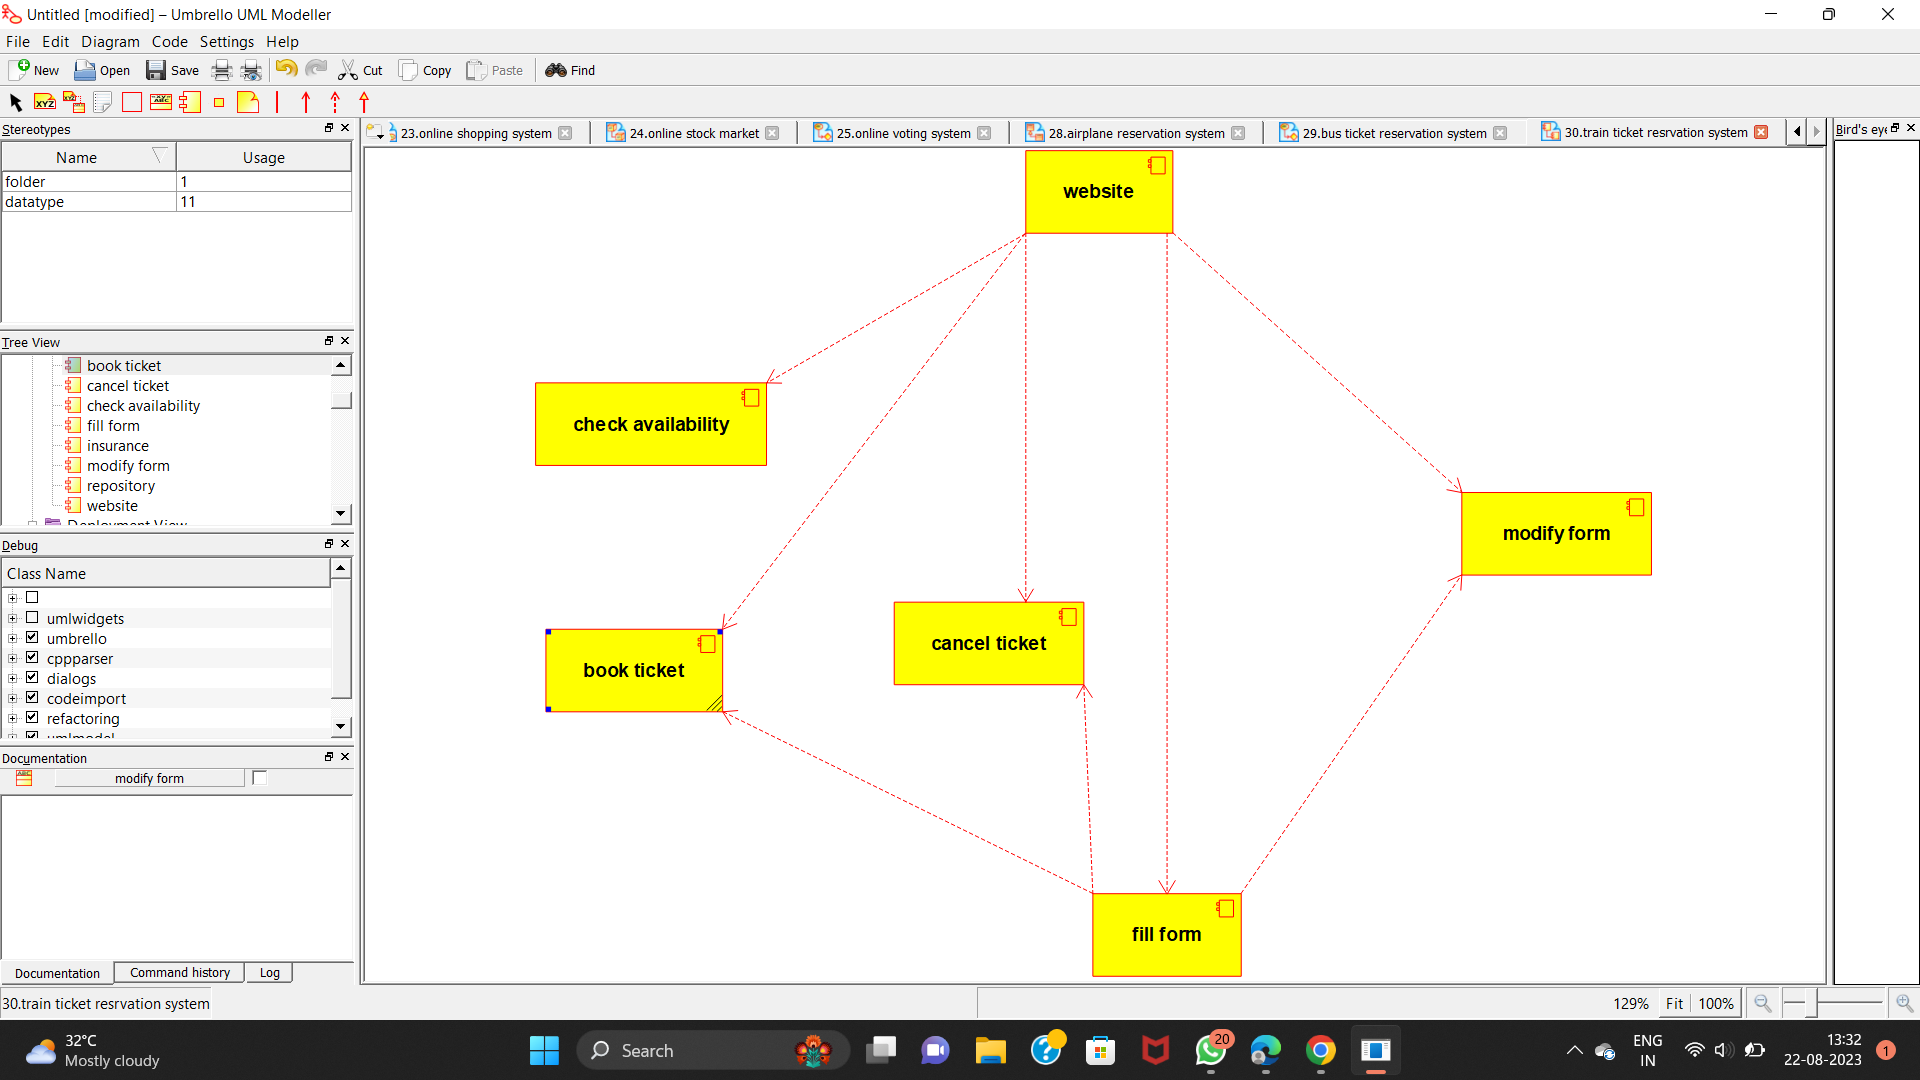 Untitled [modified] – Umbrello UML Modeller
File Edit Diagram Code Settings Help
New Open Save Cut Copy Paste Find
Stereotypes
Name Usage
folder 1
datatype 11
Tree View
book ticket
cancel ticket
check availability
fill form
insurance
modify form
repository
website
Deployment View
Debug
Class Name
umlwidgets
umbrello
cppparser
dialogs
codeimport
refactoring
umlmodel
Documentation
modify form
Documentation Command history Log
23.online shopping system 24.online stock market 25.online voting system 28.airplane reservation system 29.bus ticket reservation system 30.train ticket resrvation system
Bird's eye
website
check availability
modify form
cancel ticket
book ticket
fill form
30.train ticket resrvation system
129% Fit 100%
32°C
Mostly cloudy
Search
20
ENG
IN
13:32
22-08-2023
1